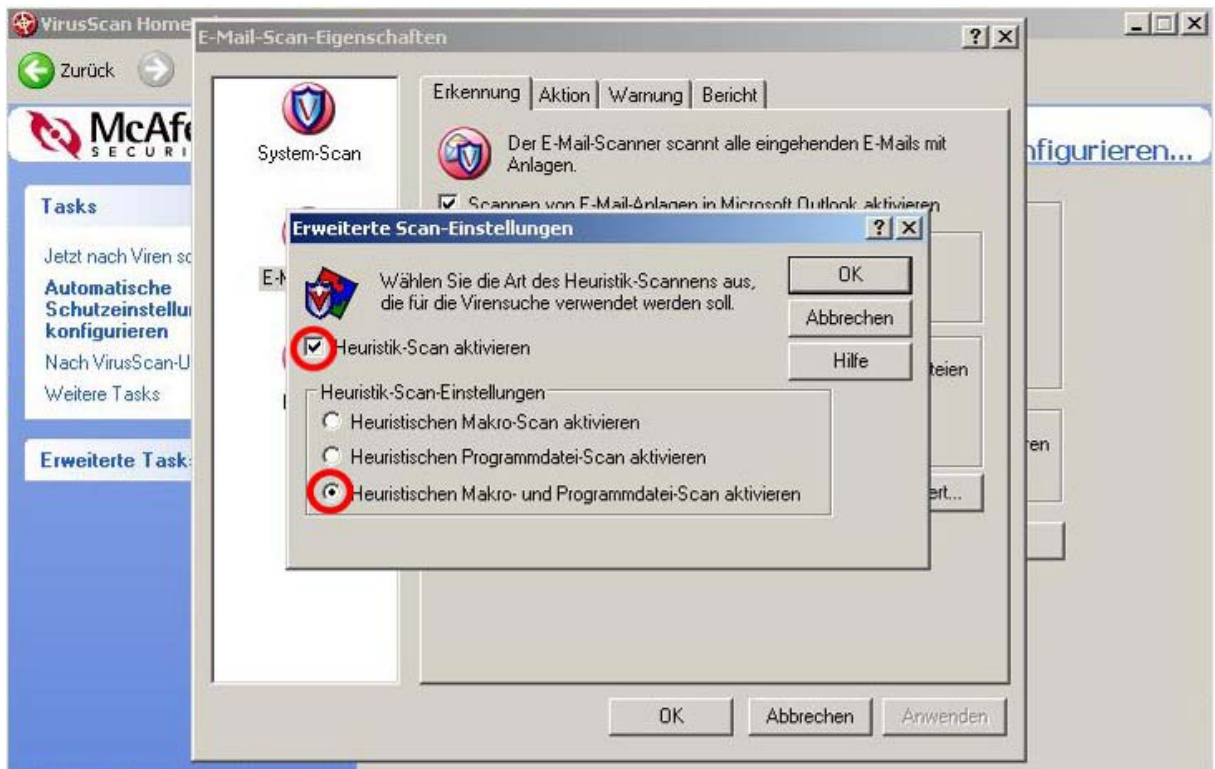 VirusScan Home
Zurück
McAf
SECURI
nfigurieren...
Tasks
Jetzt nach Viren sc
Automatische
Schutzeinstellu
konfigurieren
Nach VirusScan-U
Weitere Tasks
Erweiterte Task
E-Mail-Scan-Eigenschaften
System-Scan
E-M
Erkennung
Aktion
Warnung
Bericht
Der E-Mail-Scanner scannt alle eingehenden E-Mails mit
Anlagen.
Scannen von E-Mail-Anlagen in Microsoft Outlook aktivieren
teien
ert...
ren
Erweiterte Scan-Einstellungen
Wählen Sie die Art des Heuristik-Scannens aus,
die für die Virensuche verwendet werden soll.
OK
Abbrechen
Hilfe
Heuristik-Scan aktivieren
Heuristik-Scan-Einstellungen
Heuristischen Makro-Scan aktivieren
Heuristischen Programmdatei-Scan aktivieren
Heuristischen Makro- und Programmdatei-Scan aktivieren
OK
Abbrechen
Anwenden